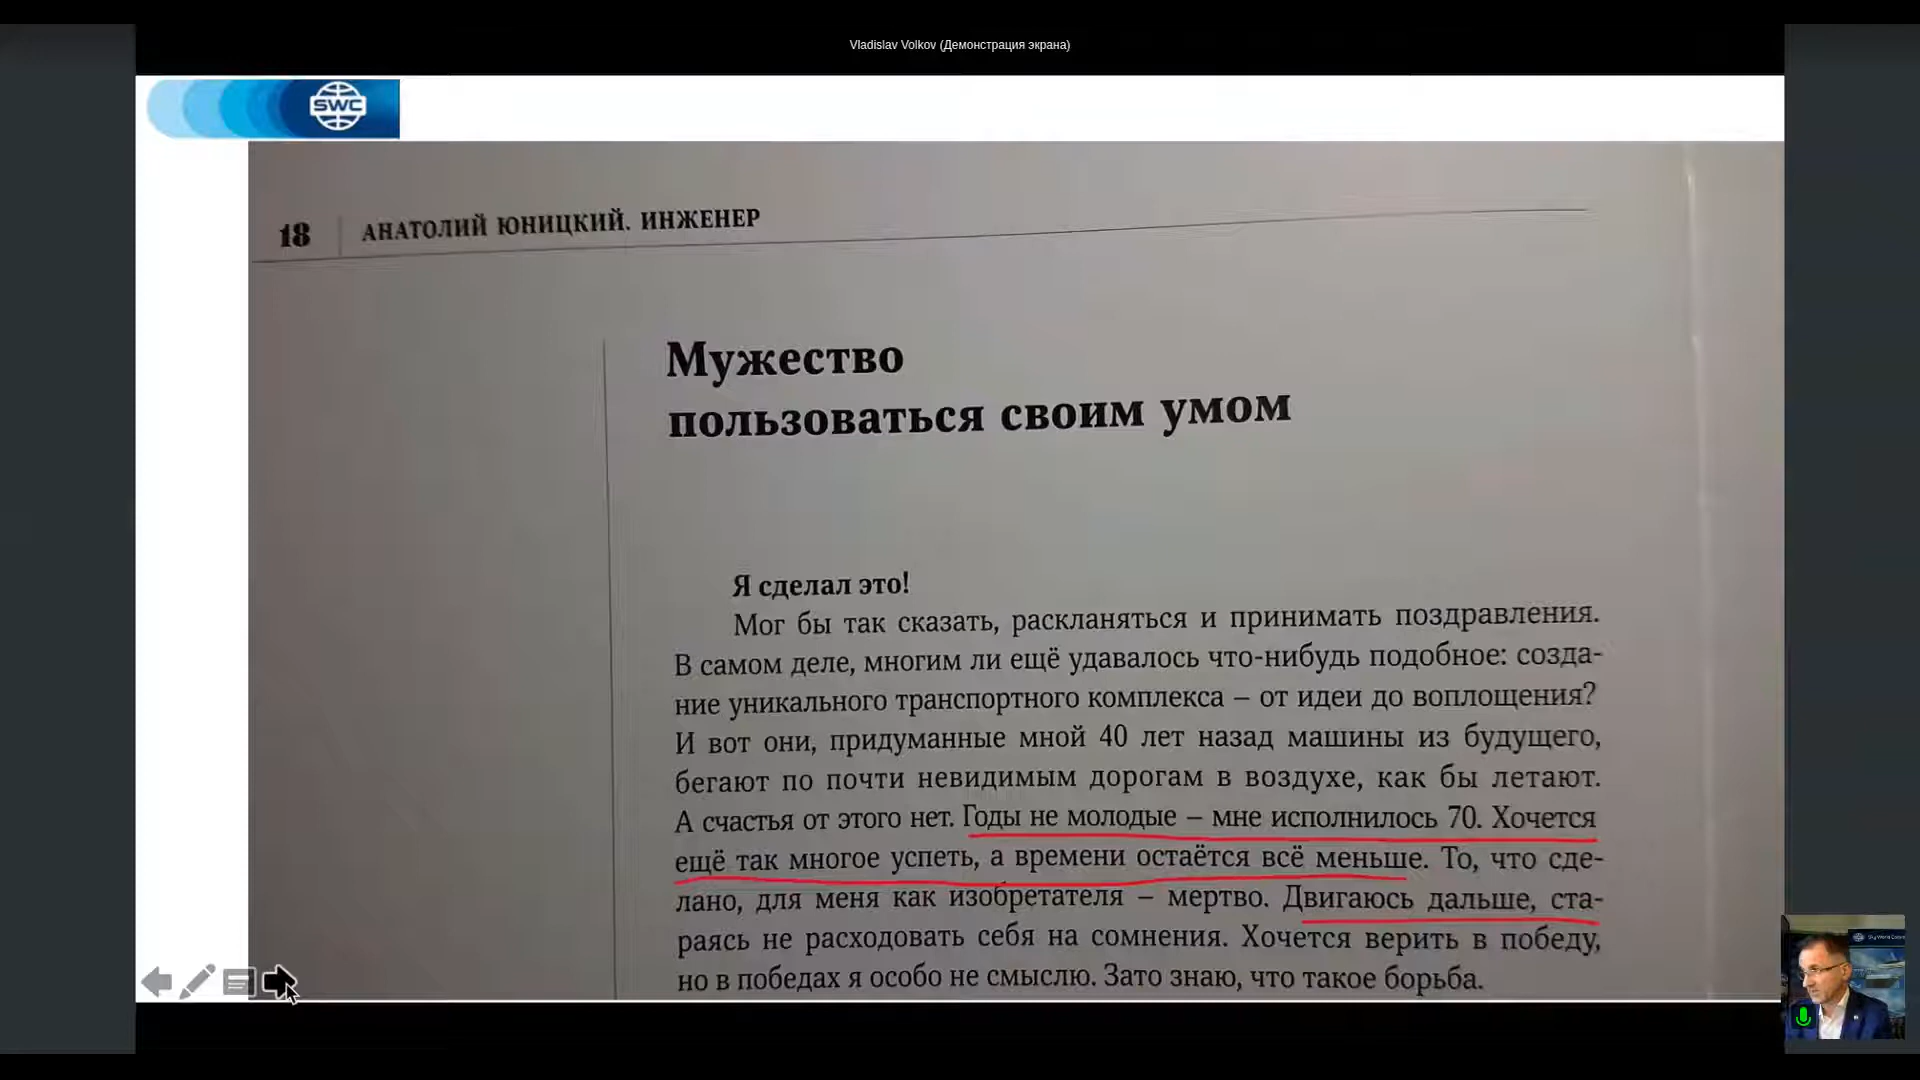 Vladislav Volkov (Демонстрация экрана)
SWC
18 АНАТОЛИЙ ЮНИЦКИЙ. ИНЖЕНЕР
Мужество
пользоваться своим умом
Я сделал это!
Мог бы так сказать, раскланяться и принимать поздравления.
В самом деле, многим ли ещё удавалось что-нибудь подобное: созда-
ние уникального транспортного комплекса – от идеи до воплощения?
И вот они, придуманные мной 40 лет назад машины из будущего,
бегают по почти невидимым дорогам в воздухе, как бы летают.
А счастья от этого нет. Годы не молодые – мне исполнилось 70. Хочется
ещё так многое успеть, а времени остаётся всё меньше. То, что сде-
лано, для меня как изобретателя – мертво. Двигаюсь дальше, ста-
раясь не расходовать себя на сомнения. Хочется верить в победу,
но в победах я особо не смыслю. Зато знаю, что такое борьба.